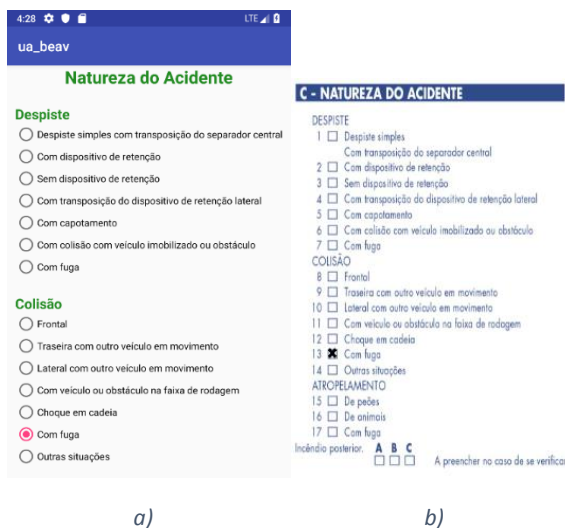 4:28 LTE
ua_beav
Natureza do Acidente
Despiste
Despiste simples com transposição do separador central
Com dispositivo de retenção
Sem dispositivo de retenção
Com transposição do dispositivo de retenção lateral
Com capotamento
Com colisão com veículo imobilizado ou obstáculo
Com fuga
Colisão
Frontal
Traseira com outro veículo em movimento
Lateral com outro veículo em movimento
Com veículo ou obstáculo na faixa de rodagem
Choque em cadeia
Com fuga
Outras situações
a)
C - NATUREZA DO ACIDENTE
DESPISTE
1 Despiste simples
Com transposição do separador central
2 Com dispositivo de retenção
3 Sem dispositivo de retenção
4 Com transposição do dispositivo de retenção lateral
5 Com capotamento
6 Com colisão com veículo imobilizado ou obstáculo
7 Com fuga
COLISÃO
8 Frontal
9 Traseira com outro veículo em movimento
10 Lateral com outro veículo em movimento
11 Com veiculo ou obstáculo na faixa de rodagem
12 Choque em cadeia
13 Com fuga
14 Outras situações
ATROPELAMENTO
15 De peões
16 De animais
17 Com fuga
Incêndio posterior. A B C
A preencher no caso de se verificar
b)